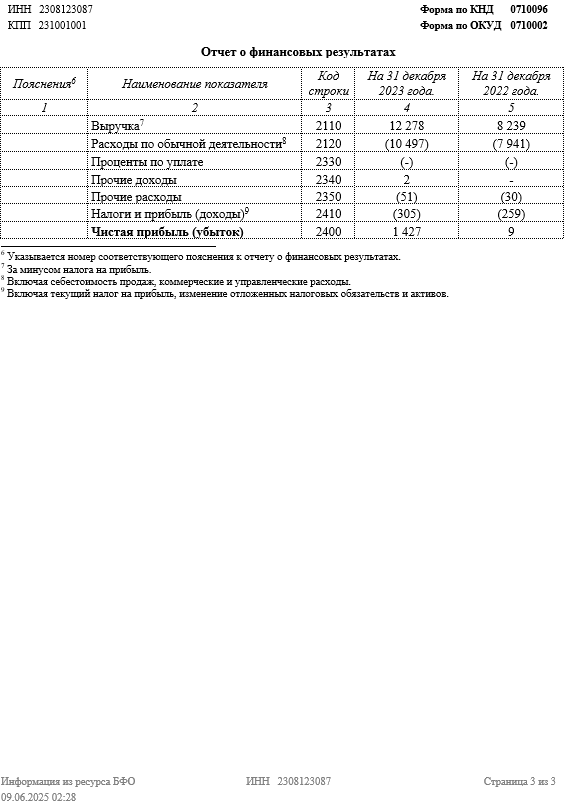 ИНН 2308123087 Форма по КНД 0710096
КПП 231001001 Форма по ОКУД 0710002
Отчет о финансовых результатах
Пояснения6 Наименование показателя Код строки На 31 декабря 2023 года. На 31 декабря 2022 года.
1 2 3 4 5
Выручка7 2110 12 278 8 239
Расходы по обычной деятельности8 2120 (10 497) (7 941)
Проценты по уплате 2330 (-) (-)
Прочие доходы 2340 2 -
Прочие расходы 2350 (51) (30)
Налоги и прибыль (доходы)9 2410 (305) (259)
Чистая прибыль (убыток) 2400 1 427 9
6 Указывается номер соответствующего пояснения к отчету о финансовых результатах.
7 За минусом налога на прибыль.
8 Включая себестоимость продаж, коммерческие и управленческие расходы.
9 Включая текущий налог на прибыль, изменение отложенных налоговых обязательств и активов.
Информация из ресурса БФО ИНН 2308123087 Страница 3 из 3
09.06.2025 02:28